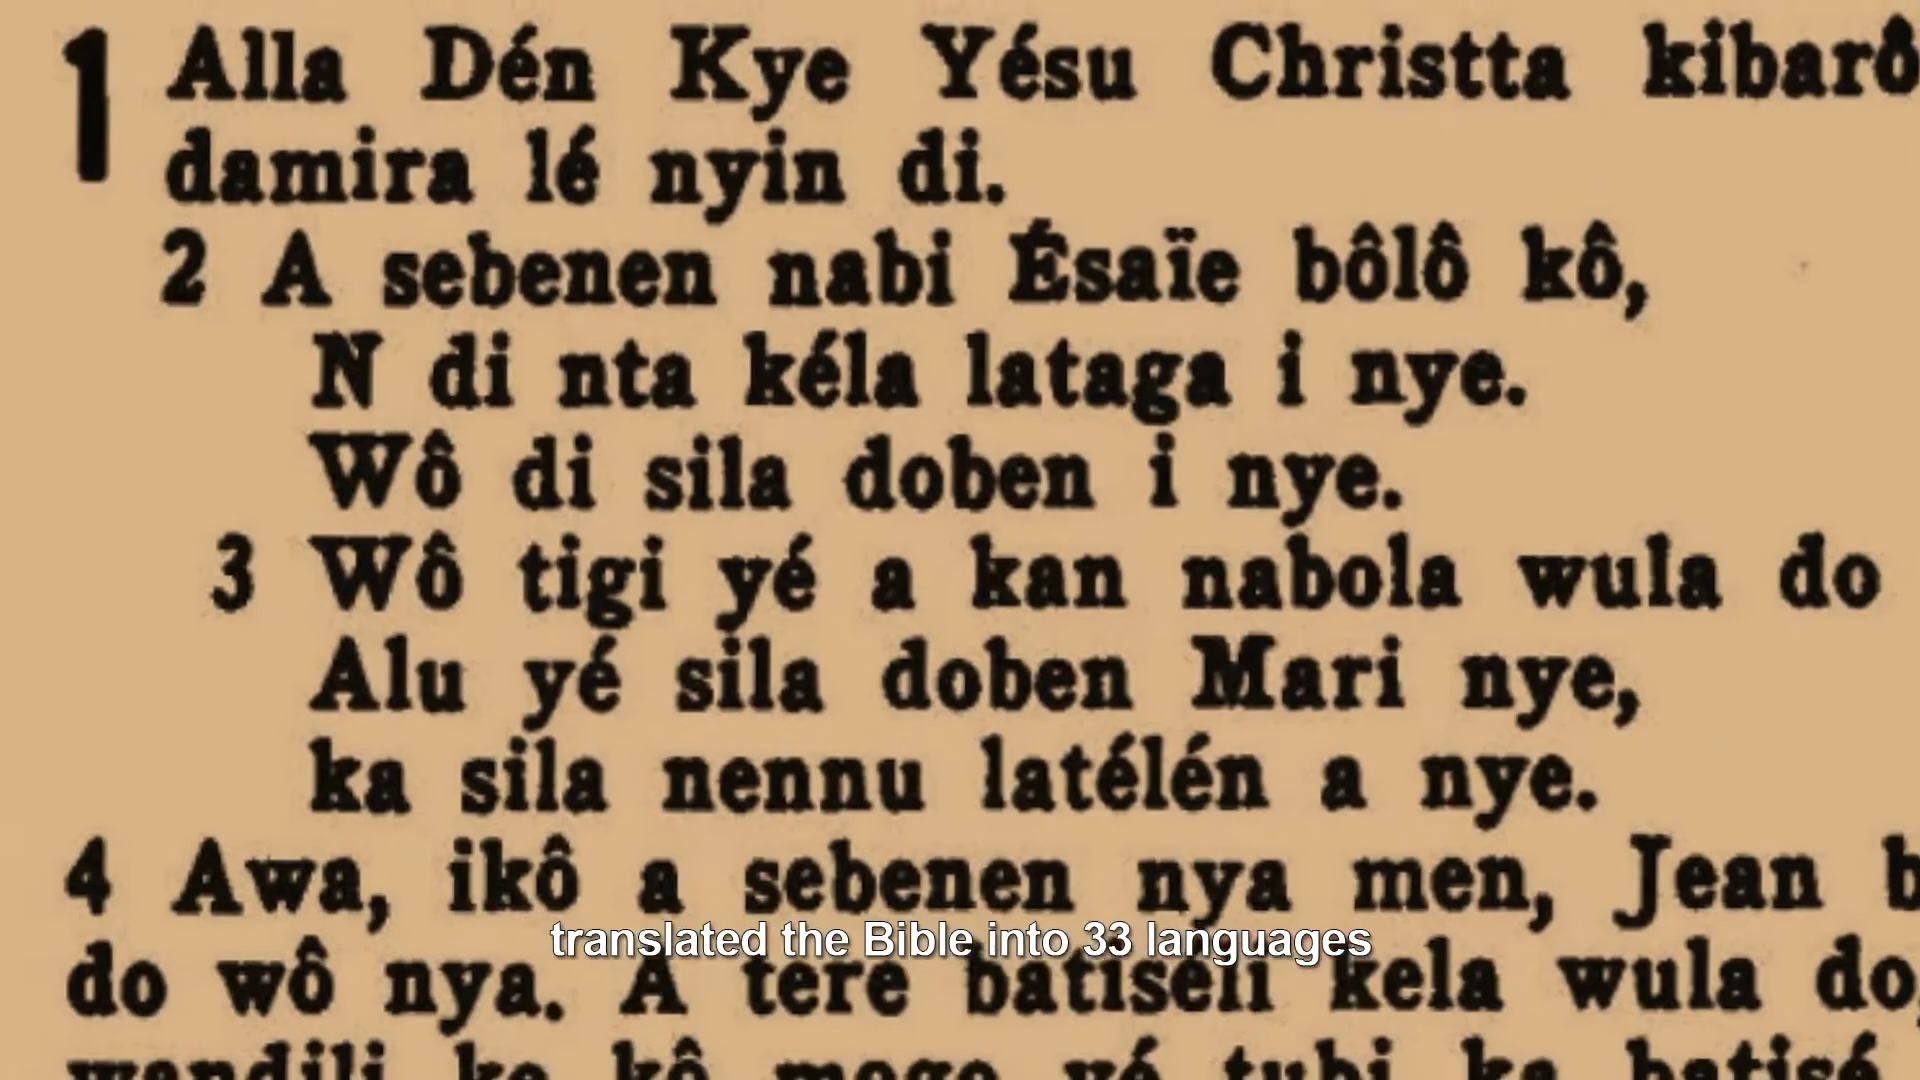 1 Alla Dén Kye Yésu Christta kibarô
damira lé nyin di.
2 A sebenen nabi Ésaïe bôlô kô,
N di nta kéla lataga i nye.
Wô di sila doben i nye.
3 Wô tigi yé a kan nabola wula do
Alu yé sila doben Mari nye,
ka sila nennu latélén a nye.
4 Awa, ikô a sebenen nya men, Jean b
translated the Bible into 33 languages
do wô nya. A tere batiseli kela wula do,